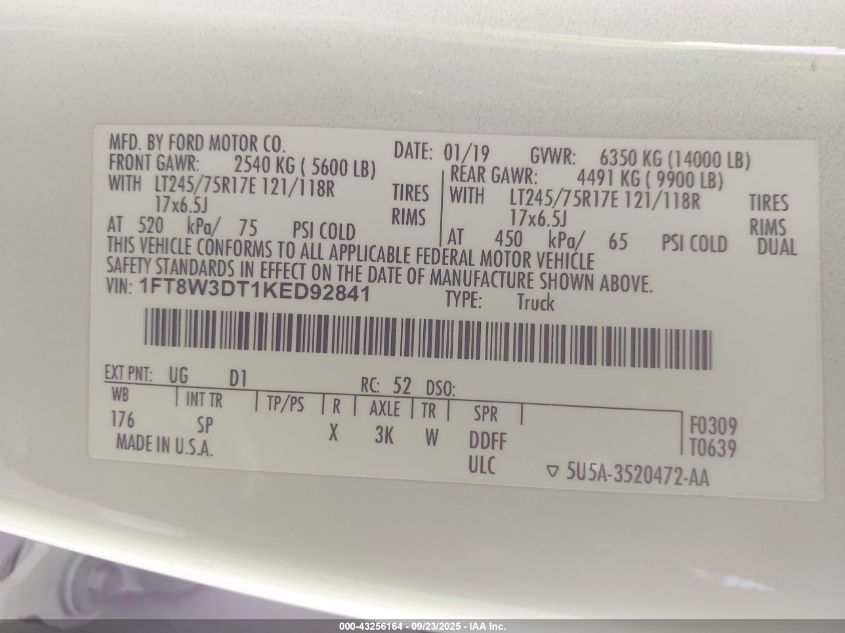 MFD. BY FORD MOTOR CO.
DATE: 01/19 GVWR: 6350 KG (14000 LB)
FRONT GAWR: 2540 KG ( 5600 LB) REAR GAWR: 4491 KG ( 9900 LB)
WITH LT245/75R17E 121/118R TIRES WITH LT245/75R17E 121/118R TIRES
17x6.5J RIMS 17x6.5J RIMS
AT 520 kPa/ 75 PSI COLD AT 450 kPa/ 65 PSI COLD DUAL
THIS VEHICLE CONFORMS TO ALL APPLICABLE FEDERAL MOTOR VEHICLE
SAFETY STANDARDS IN EFFECT ON THE DATE OF MANUFACTURE SHOWN ABOVE.
VIN: 1FT8W3DT1KED92841 TYPE: Truck
EXT PNT: UG D1 RC: 52 DSO:
WB INT TR TP/PS R AXLE TR SPR F0309
176 SP X 3K W DDFF T0639
MADE IN U.S.A. ULC ▽ 5U5A-3520472-AA
000-43256164 - 09/23/2025 - IAA Inc.